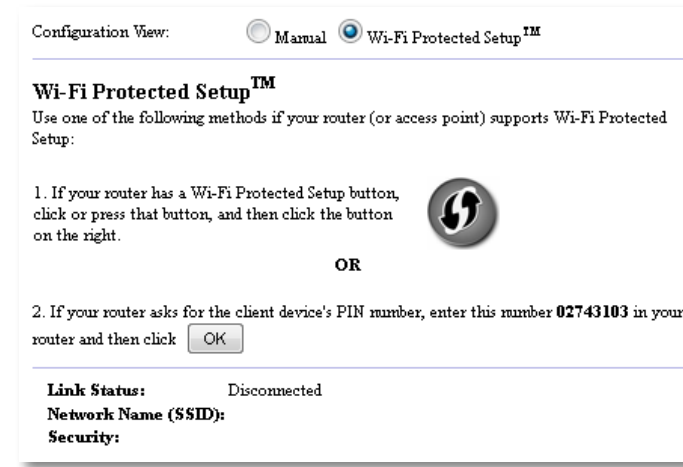 Configuration View: Manual Wi-Fi Protected Setup™
Wi-Fi Protected Setup™
Use one of the following methods if your router (or access point) supports Wi-Fi Protected
Setup:
1. If your router has a Wi-Fi Protected Setup button,
click or press that button, and then click the button
on the right.
OR
2. If your router asks for the client device's PIN number, enter this number 02743103 in your
router and then click OK
Link Status: Disconnected
Network Name (SSID):
Security: